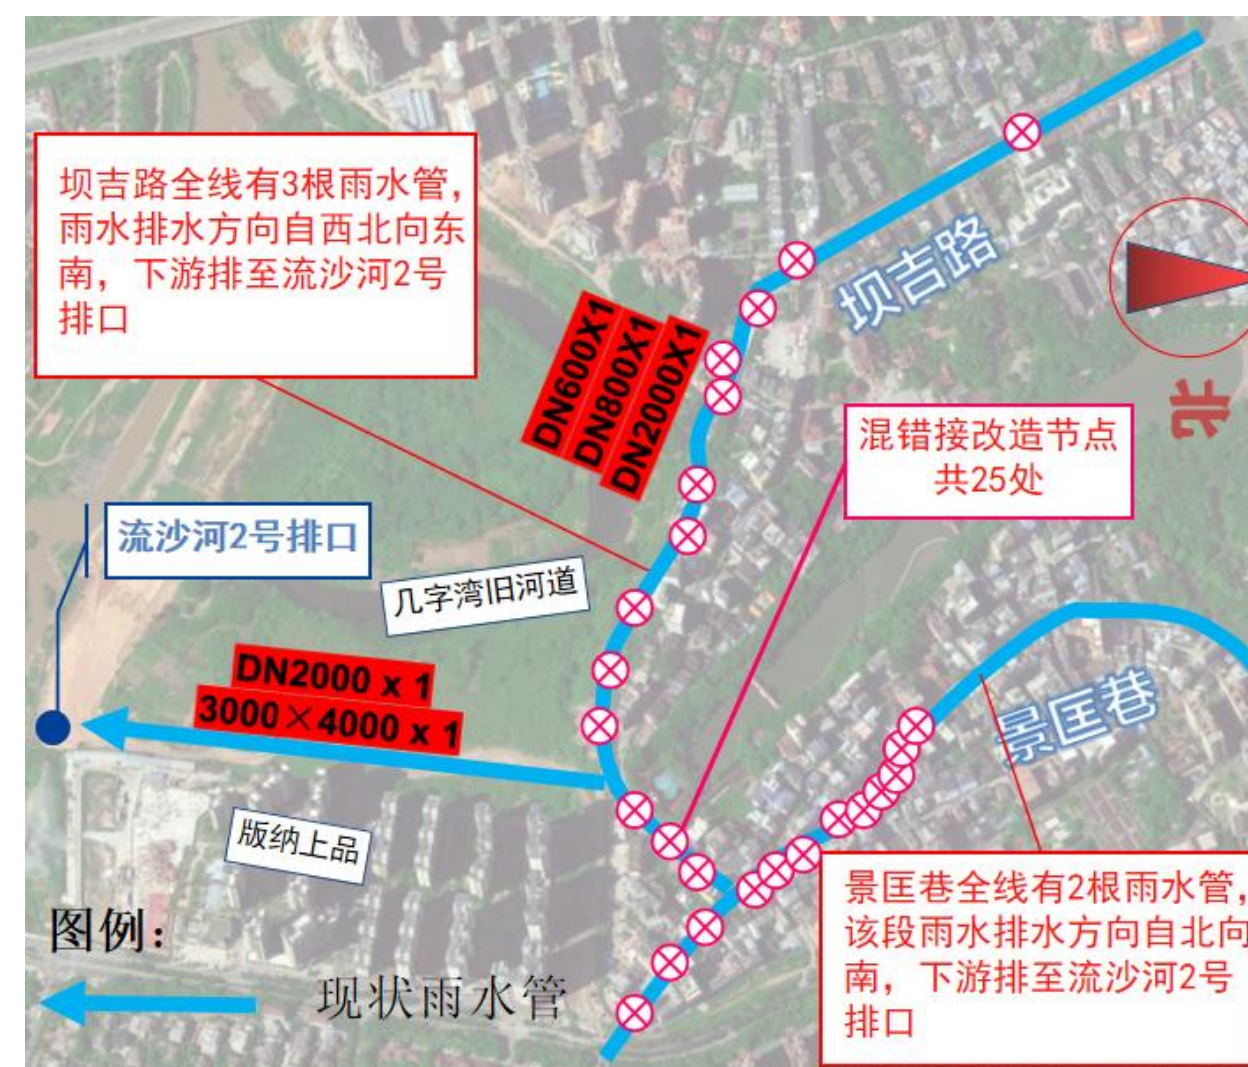 坝吉路全线有3根雨水管，
雨水排水方向自西北向东
南，下游排至流沙河2号
排口
坝吉路
DN600X1
DN800X1
DN2000X1
北
混错接改造节点
共25处
流沙河2号排口
几字湾旧河道
DN2000 x 1
3000×4000 x 1
景匡巷
版纳上品
景匡巷全线有2根雨水管，
该段雨水排水方向自北向
南，下游排至流沙河2号
排口
图例：
现状雨水管